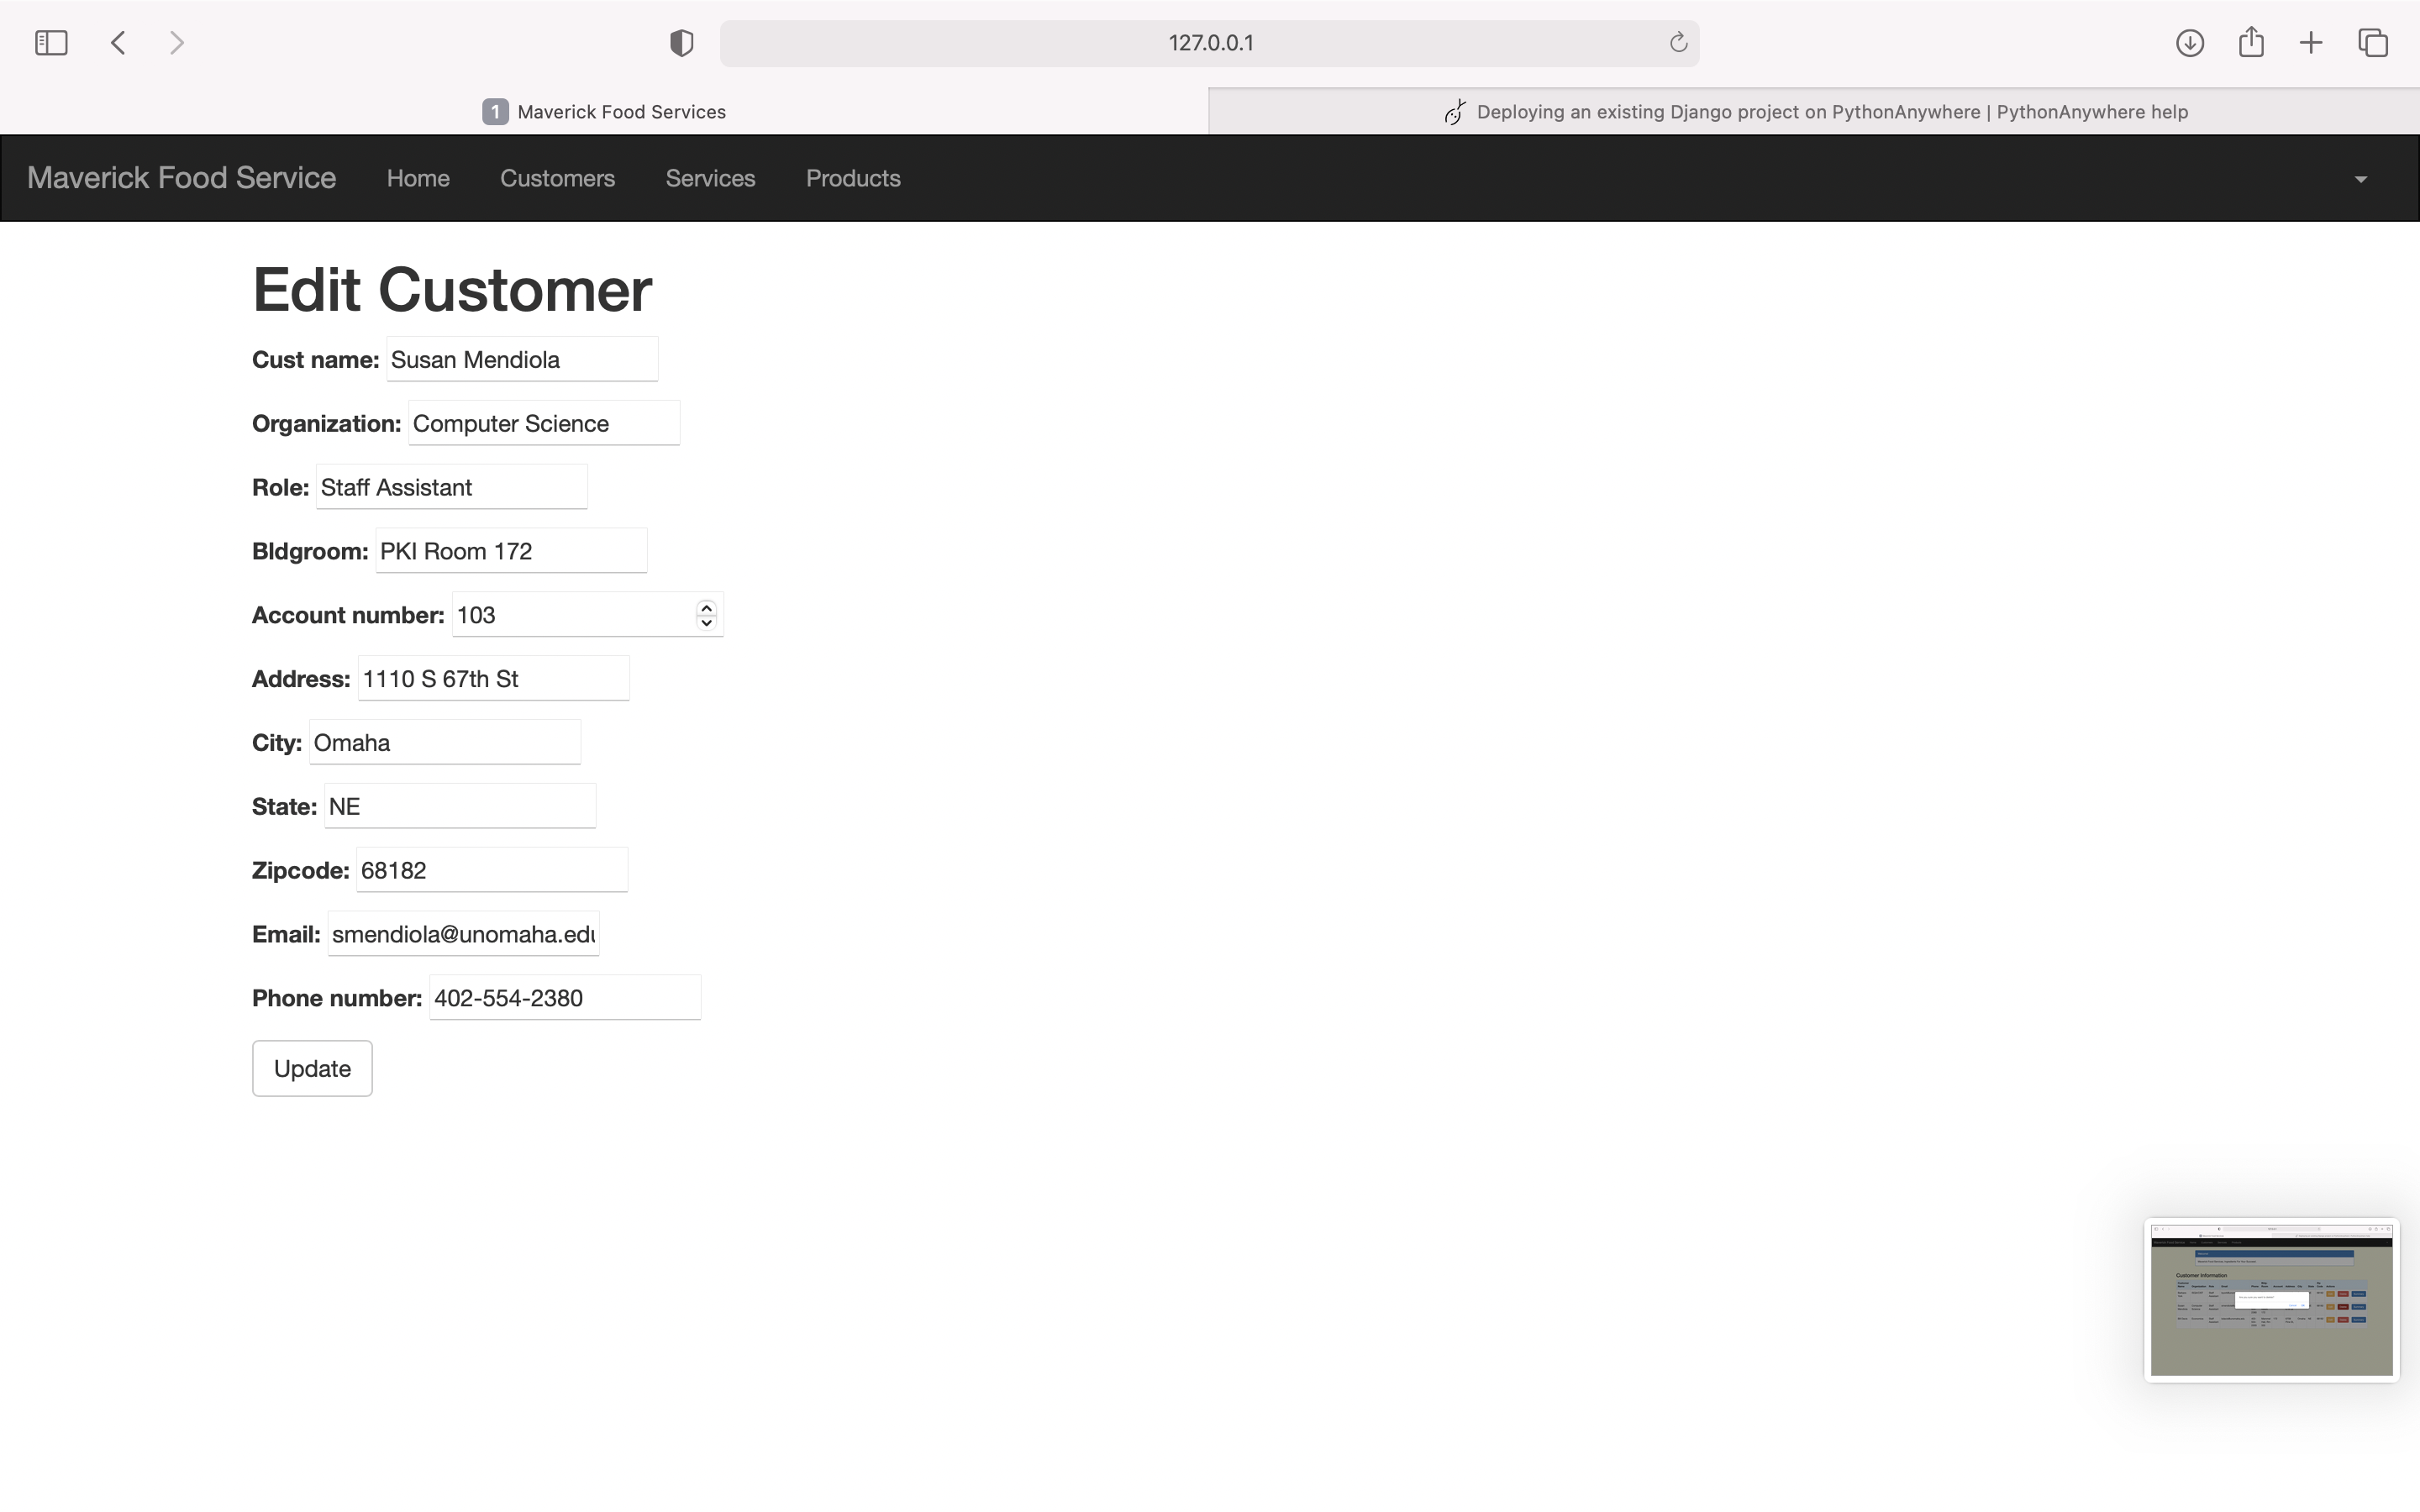 127.0.0.1
1 Maverick Food Services
Deploying an existing Django project on PythonAnywhere | PythonAnywhere help
Maverick Food Service Home Customers Services Products
Edit Customer
Cust name: Susan Mendiola
Organization: Computer Science
Role: Staff Assistant
Bldgroom: PKI Room 172
Account number: 103
Address: 1110 S 67th St
City: Omaha
State: NE
Zipcode: 68182
Email: smendiola@unomaha.edu
Phone number: 402-554-2380
Update
Customer Information